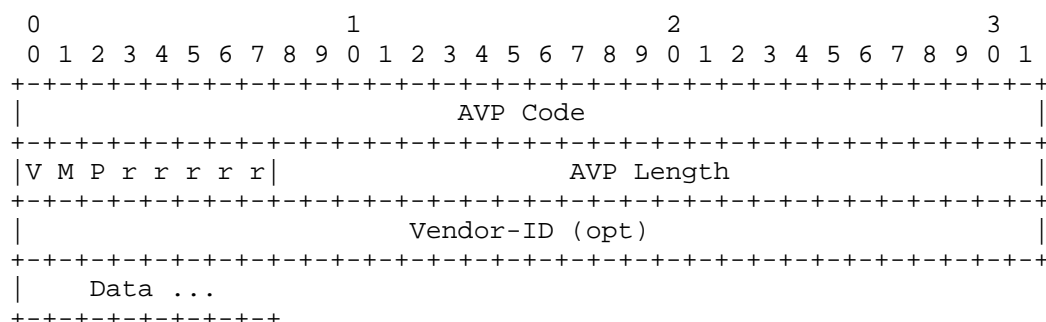 0                   1                   2                   3
 0 1 2 3 4 5 6 7 8 9 0 1 2 3 4 5 6 7 8 9 0 1 2 3 4 5 6 7 8 9 0 1
+-+-+-+-+-+-+-+-+-+-+-+-+-+-+-+-+-+-+-+-+-+-+-+-+-+-+-+-+-+-+-+-+
|                           AVP Code                            |
+-+-+-+-+-+-+-+-+-+-+-+-+-+-+-+-+-+-+-+-+-+-+-+-+-+-+-+-+-+-+-+-+
|V M P r r r r r|                  AVP Length                   |
+-+-+-+-+-+-+-+-+-+-+-+-+-+-+-+-+-+-+-+-+-+-+-+-+-+-+-+-+-+-+-+-+
|                        Vendor-ID (opt)                        |
+-+-+-+-+-+-+-+-+-+-+-+-+-+-+-+-+-+-+-+-+-+-+-+-+-+-+-+-+-+-+-+-+
|    Data ...
+-+-+-+-+-+-+-+-+